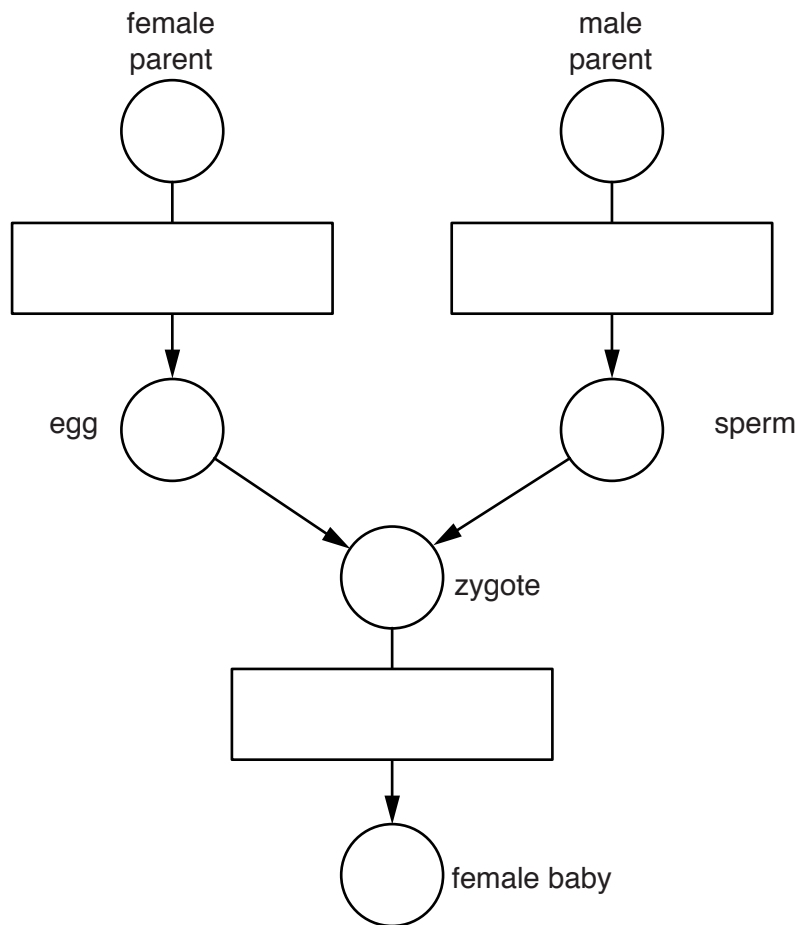 female
parent
male
parent
egg
sperm
zygote
female baby